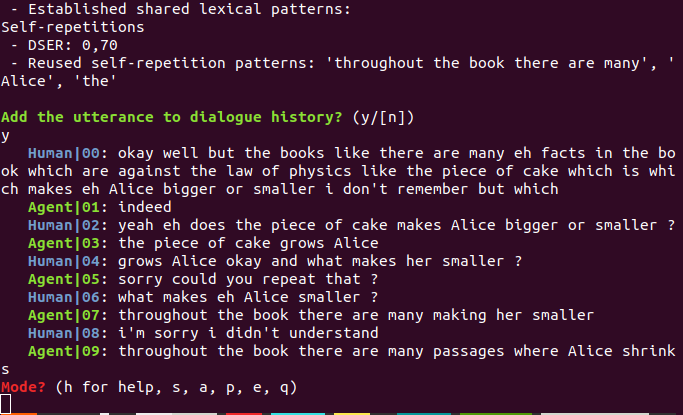 - Established shared lexical patterns:
Self-repetitions
- DSER: 0,70
- Reused self-repetition patterns: 'throughout the book there are many', '
Alice', 'the'
Add the utterance to dialogue history? (y/[n])
y
Human|00: okay well but the books like there are many eh facts in the bo
ok which are against the law of physics like the piece of cake which is whi
ch makes eh Alice bigger or smaller i don't remember but which
Agent|01: indeed
Human|02: yeah eh does the piece of cake makes Alice bigger or smaller ?
Agent|03: the piece of cake grows Alice
Human|04: grows Alice okay and what makes her smaller ?
Agent|05: sorry could you repeat that ?
Human|06: what makes eh Alice smaller ?
Agent|07: throughout the book there are many making her smaller
Human|08: i'm sorry i didn't understand
Agent|09: throughout the book there are many passages where Alice shrink
s
Mode? (h for help, s, a, p, e, q)